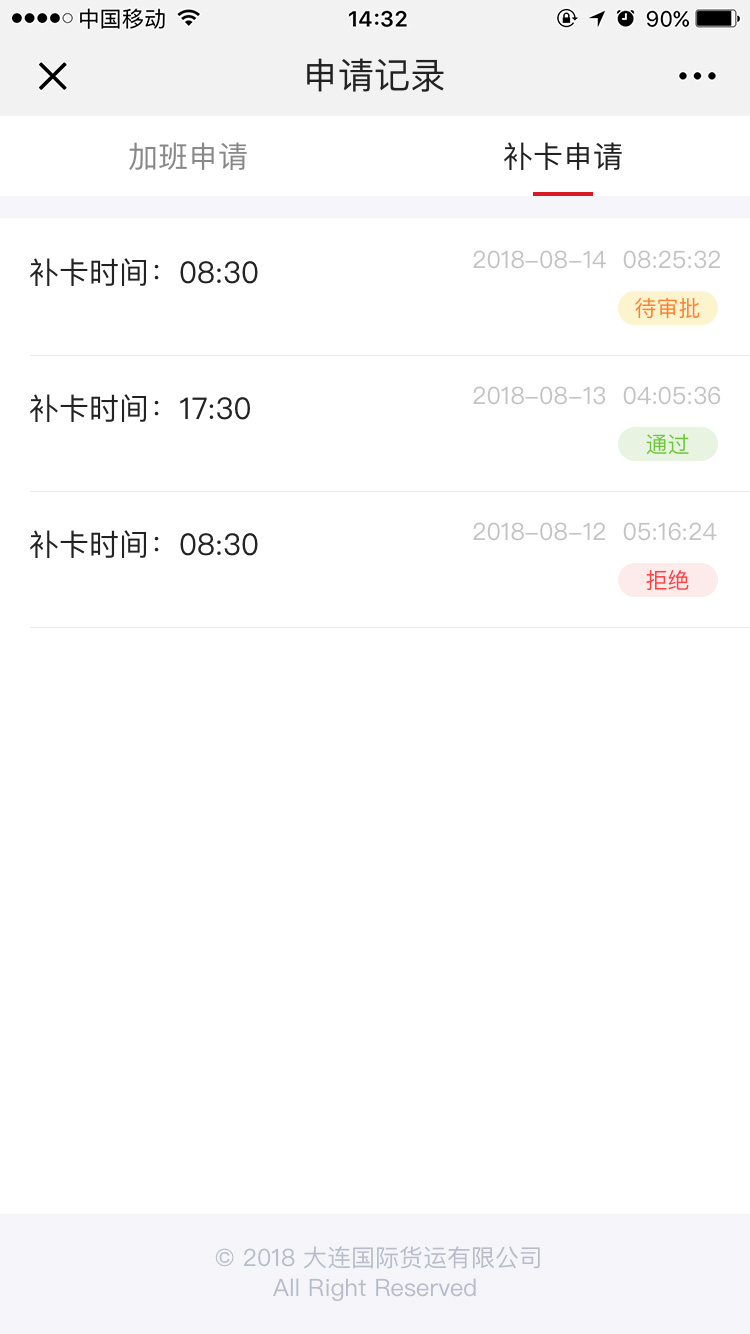 中国移动 14:32 90%
申请记录
加班申请 补卡申请
补卡时间：08:30 2018-08-14 08:25:32
待审批
补卡时间：17:30 2018-08-13 04:05:36
通过
补卡时间：08:30 2018-08-12 05:16:24
拒绝
© 2018 大连国际货运有限公司
All Right Reserved